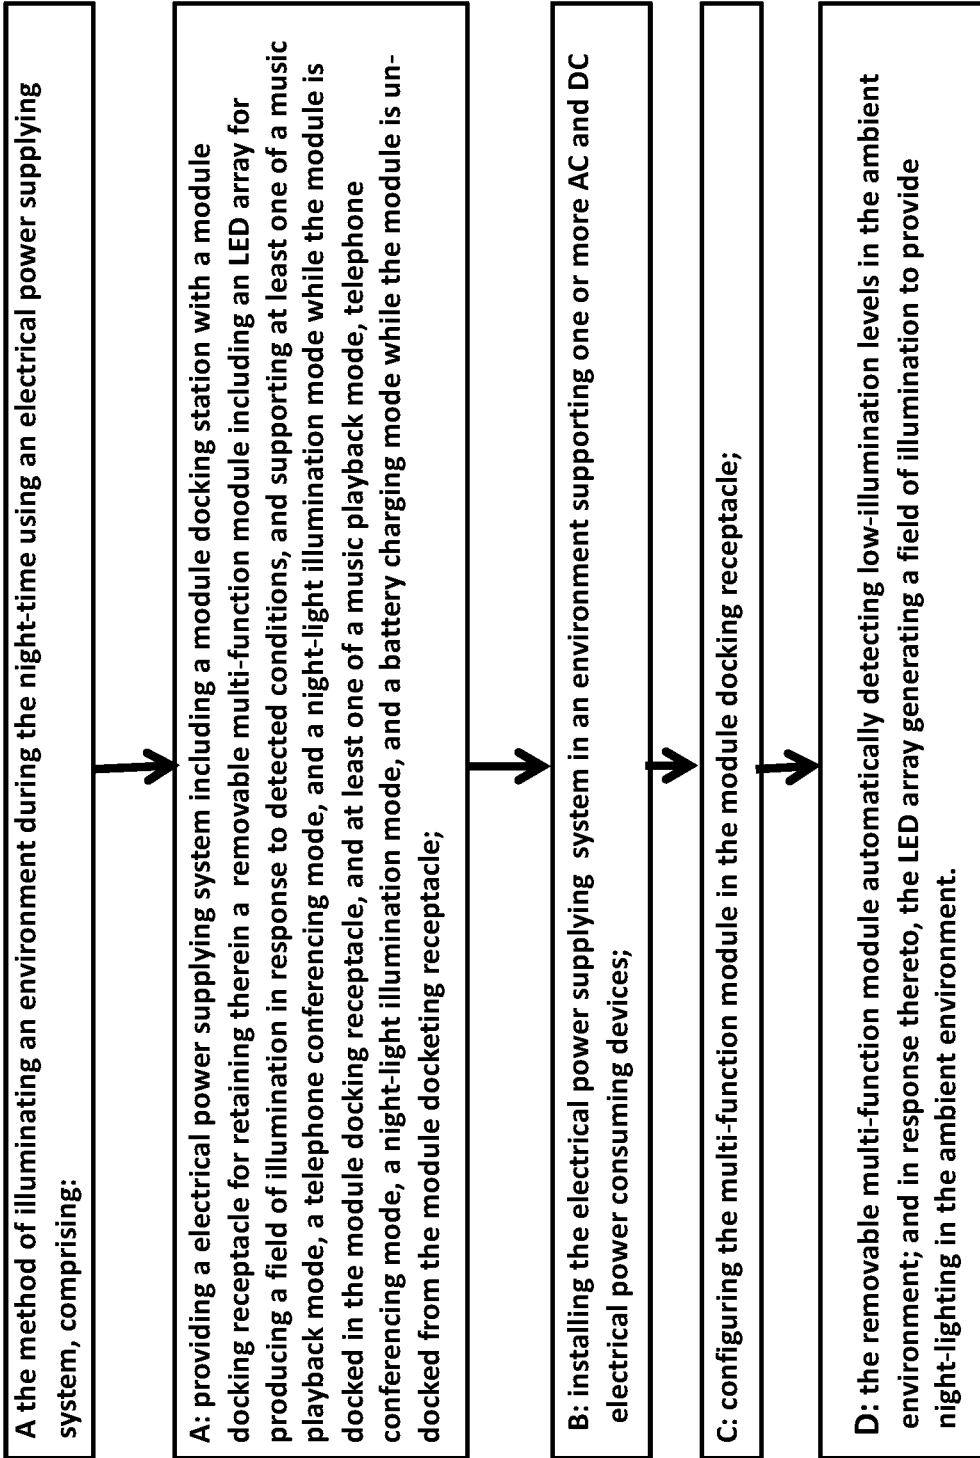 A the method of illuminating an environment during the night-time using an electrical power supplying
system, comprising:
A: providing a electrical power supplying system including a module docking station with a module
docking receptacle for retaining therein a removable multi-function module including an LED array for
producing a field of illumination in response to detected conditions, and supporting at least one of a music
playback mode, a telephone conferencing mode, and a night-light illumination mode while the module is
docked in the module docking receptacle, and at least one of a music playback mode, telephone
conferencing mode, a night-light illumination mode, and a battery charging mode while the module is un-
docked from the module docketing receptacle;
B: installing the electrical power supplying system in an environment supporting one or more AC and DC
electrical power consuming devices;
C: configuring the multi-function module in the module docking receptacle;
D: the removable multi-function module automatically detecting low-illumination levels in the ambient
environment; and in response thereto, the LED array generating a field of illumination to provide
night-lighting in the ambient environment.